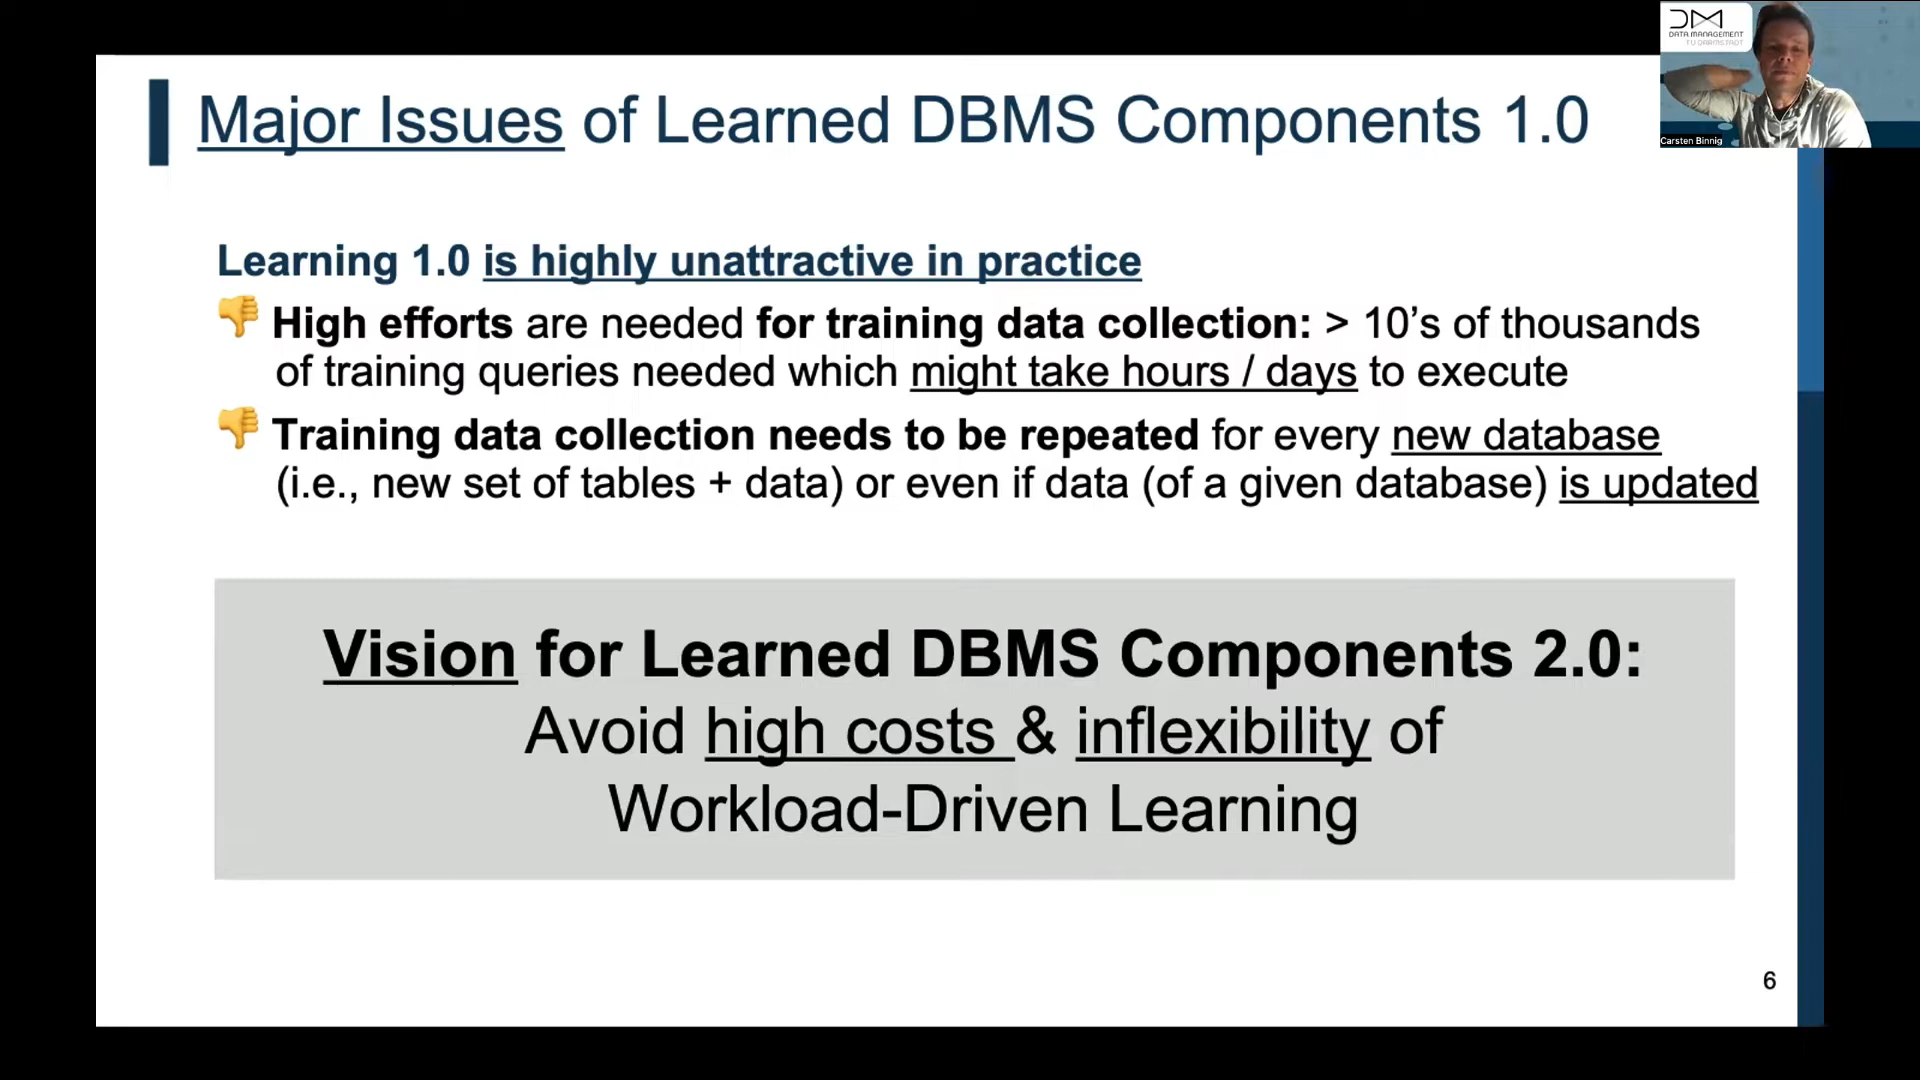 Major Issues of Learned DBMS Components 1.0
DATA MANAGEMENT
TU DARMSTADT
Carsten Binnig
Learning 1.0 is highly unattractive in practice
High efforts are needed for training data collection: > 10’s of thousands
of training queries needed which might take hours / days to execute
Training data collection needs to be repeated for every new database
(i.e., new set of tables + data) or even if data (of a given database) is updated
Vision for Learned DBMS Components 2.0:
Avoid high costs & inflexibility of
Workload-Driven Learning
6